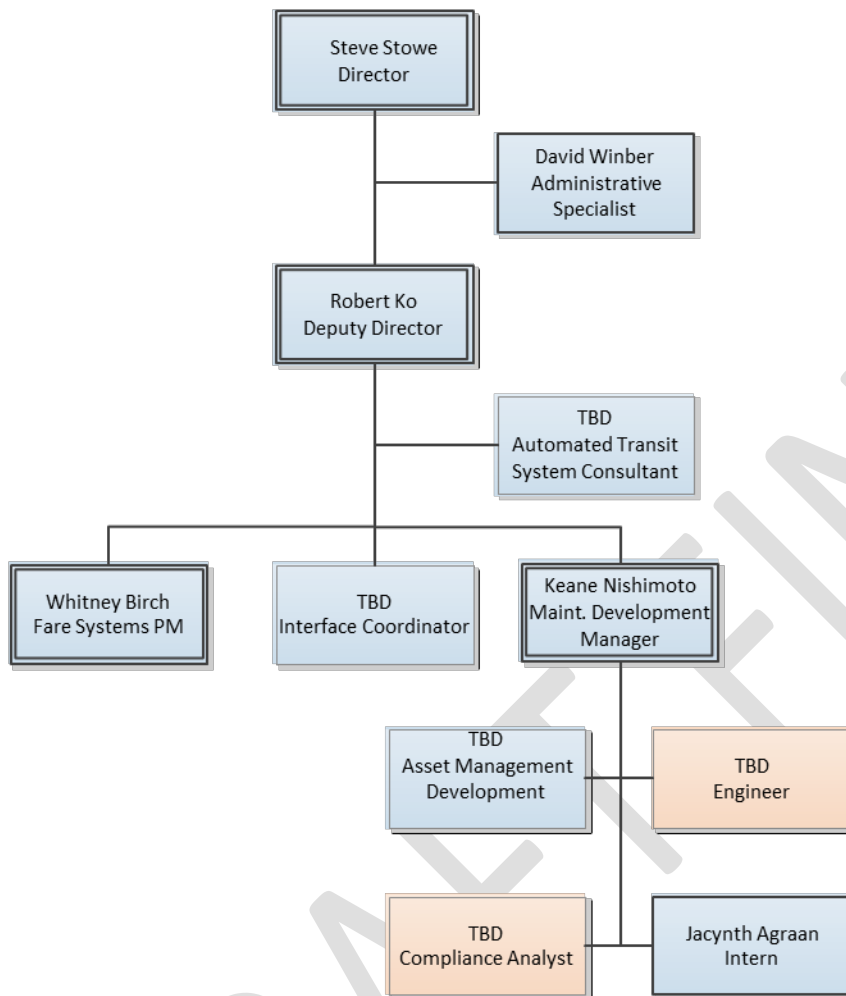 Steve Stowe
Director
David Winber
Administrative
Specialist
Robert Ko
Deputy Director
TBD
Automated Transit
System Consultant
Whitney Birch
Fare Systems PM
TBD
Interface Coordinator
Keane Nishimoto
Maint. Development
Manager
TBD
Asset Management
Development
TBD
Engineer
TBD
Compliance Analyst
Jacynth Agraan
Intern